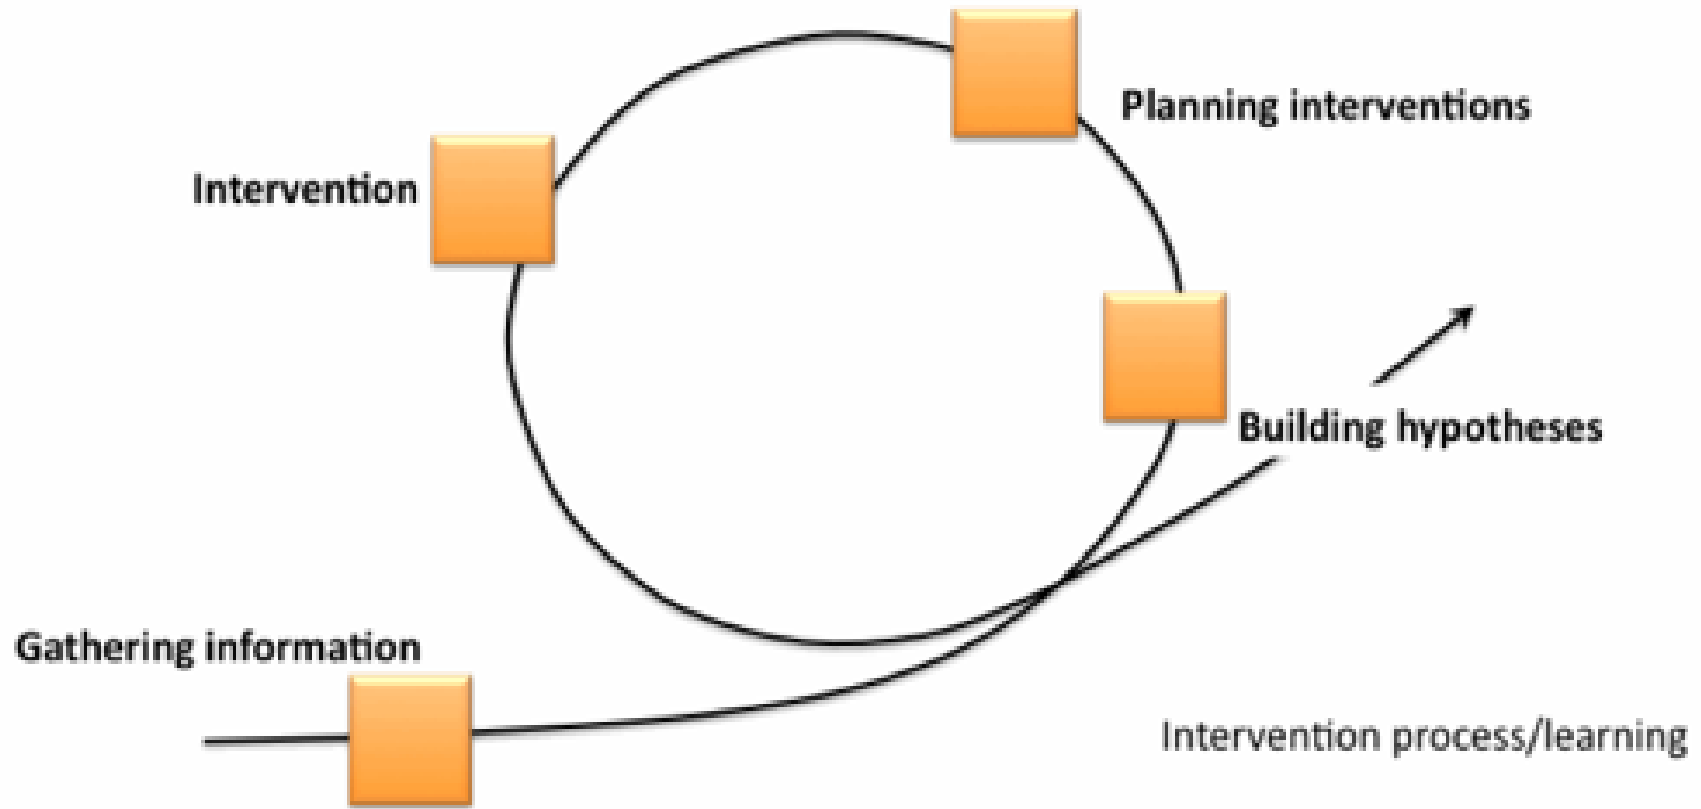 Planning interventions
Intervention
Building hypotheses
Gathering information
Intervention process/learning